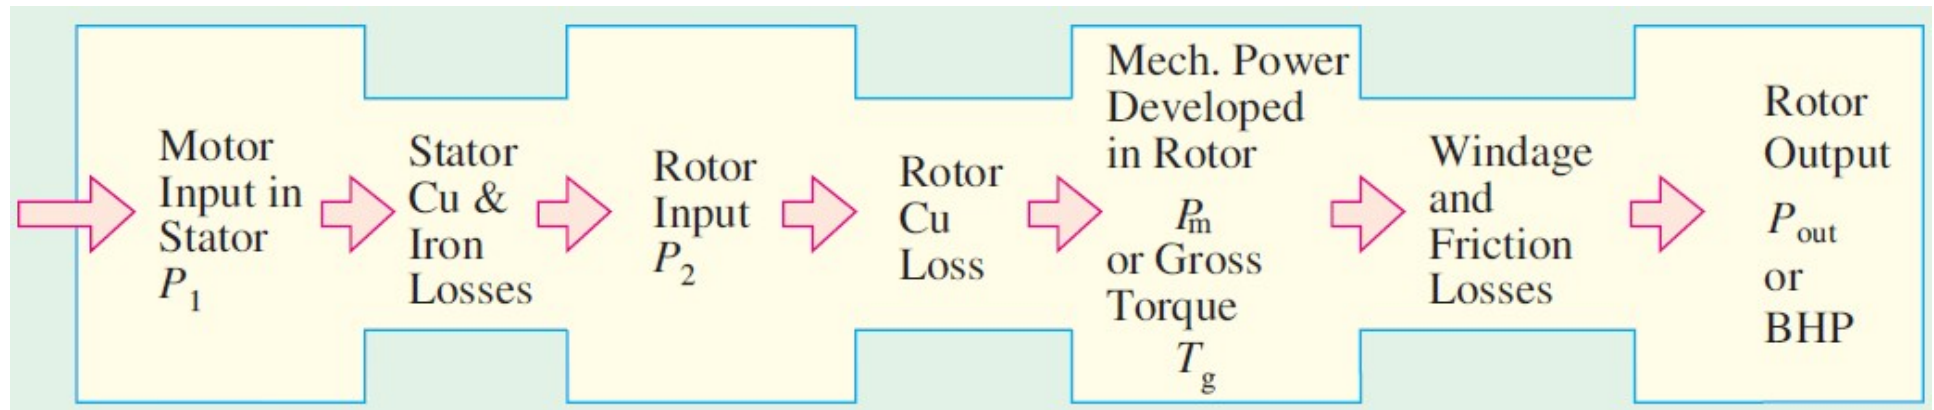 Motor
Input in
Stator
P1
Stator
Cu &
Iron
Losses
Rotor
Input
P2
Rotor
Cu
Loss
Mech. Power
Developed
in Rotor
Pm
or Gross
Torque
Tg
Windage
and
Friction
Losses
Rotor
Output
Pout
or
BHP